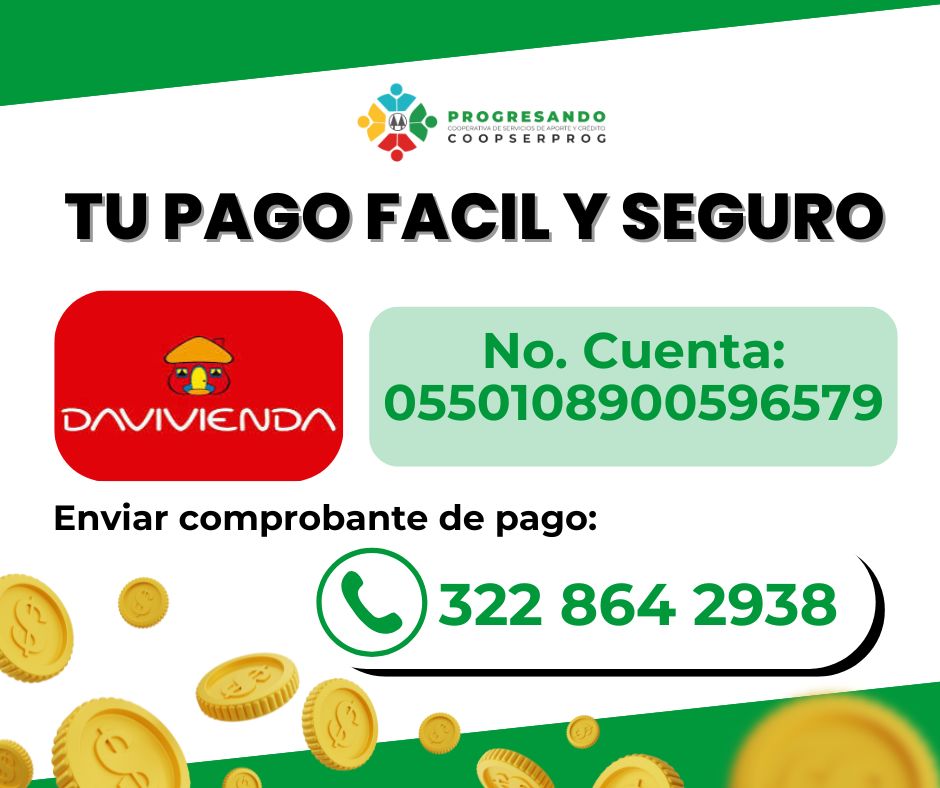 PROGRESANDO
COOPERATIVA DE SERVICIOS DE APORTE Y CRÉDITO
COOPSERPROG
TU PAGO FACIL Y SEGURO
DAVIVIENDA
No. Cuenta:
0550108900596579
Enviar comprobante de pago:
322 864 2938